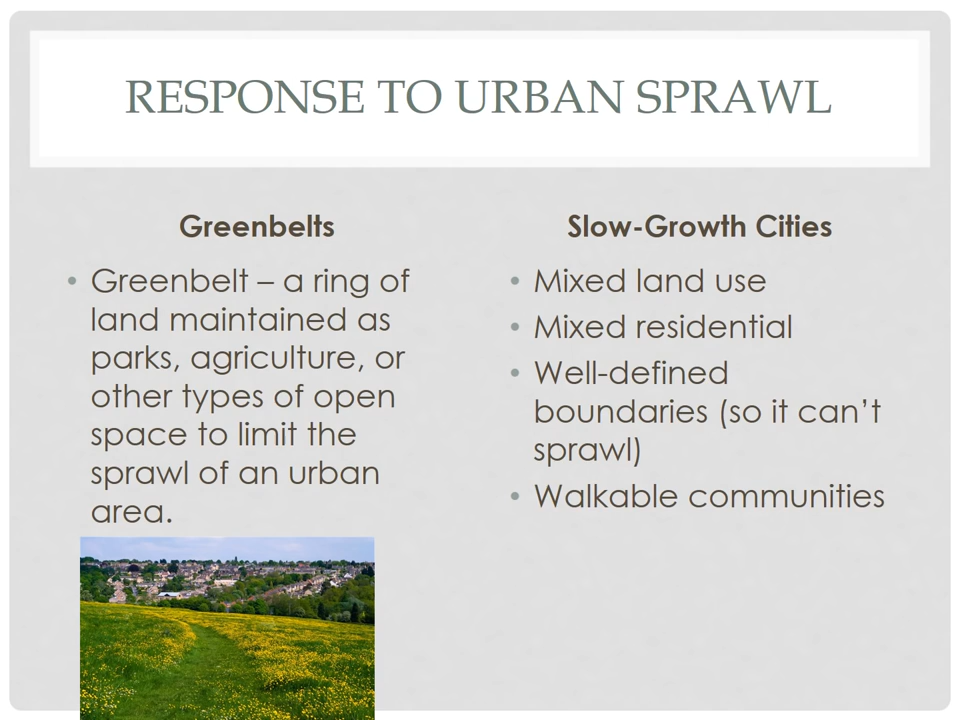 RESPONSE TO URBAN SPRAWL
Greenbelts
• Greenbelt – a ring of
land maintained as
parks, agriculture, or
other types of open
space to limit the
sprawl of an urban
area.
Slow-Growth Cities
• Mixed land use
• Mixed residential
• Well-defined
boundaries (so it can’t
sprawl)
• Walkable communities